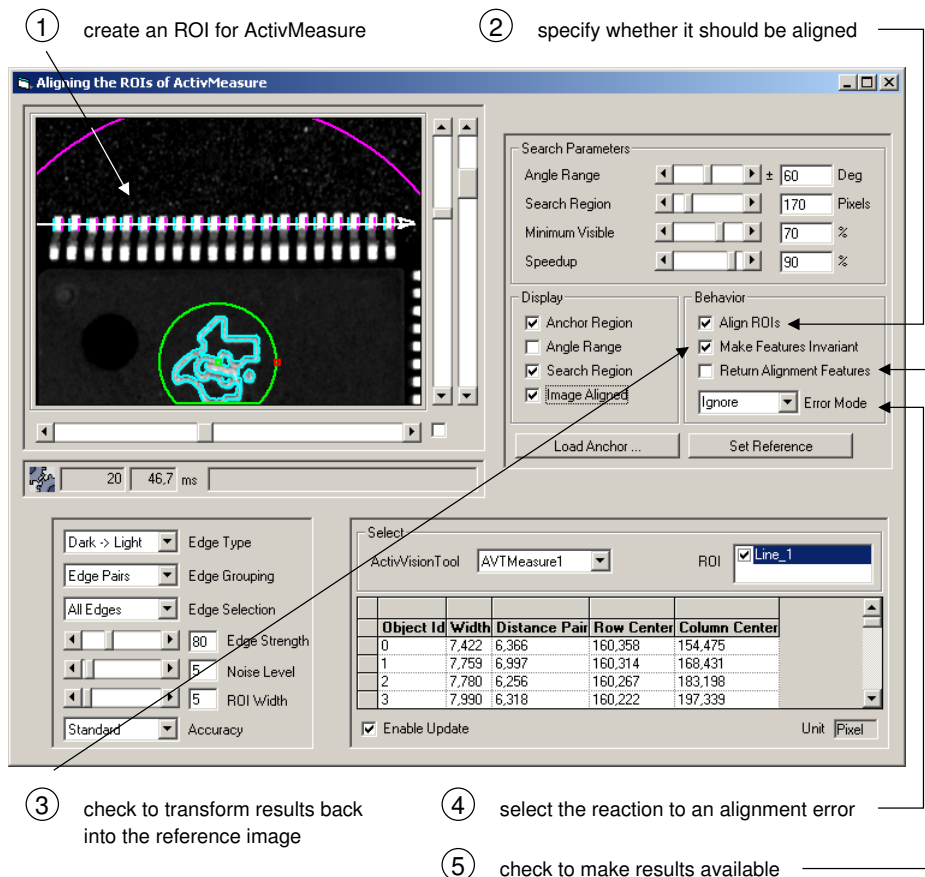 1 create an ROI for ActivMeasure
2 specify whether it should be aligned
Aligning the ROIs of ActivMeasure
Search Parameters
Angle Range ± 60 Deg
Search Region 170 Pixels
Minimum Visible 70 %
Speedup 90 %
Display
Anchor Region
Angle Range
Search Region
Image Aligned
Behavior
Align ROIs
Make Features Invariant
Return Alignment Features
Ignore Error Mode
Load Anchor ... Set Reference
20 46,7 ms
Dark -> Light Edge Type
Edge Pairs Edge Grouping
All Edges Edge Selection
80 Edge Strength
5 Noise Level
5 ROI Width
Standard Accuracy
Select
ActivVisionTool AVTMeasure1 ROI Line_1
Object Id Width Distance Pair Row Center Column Center
0 7,422 6,366 160,358 154,475
1 7,759 6,997 160,314 168,431
2 7,780 6,256 160,267 183,198
3 7,990 6,318 160,222 197,339
Enable Update Unit Pixel
3 check to transform results back
into the reference image
4 select the reaction to an alignment error
5 check to make results available